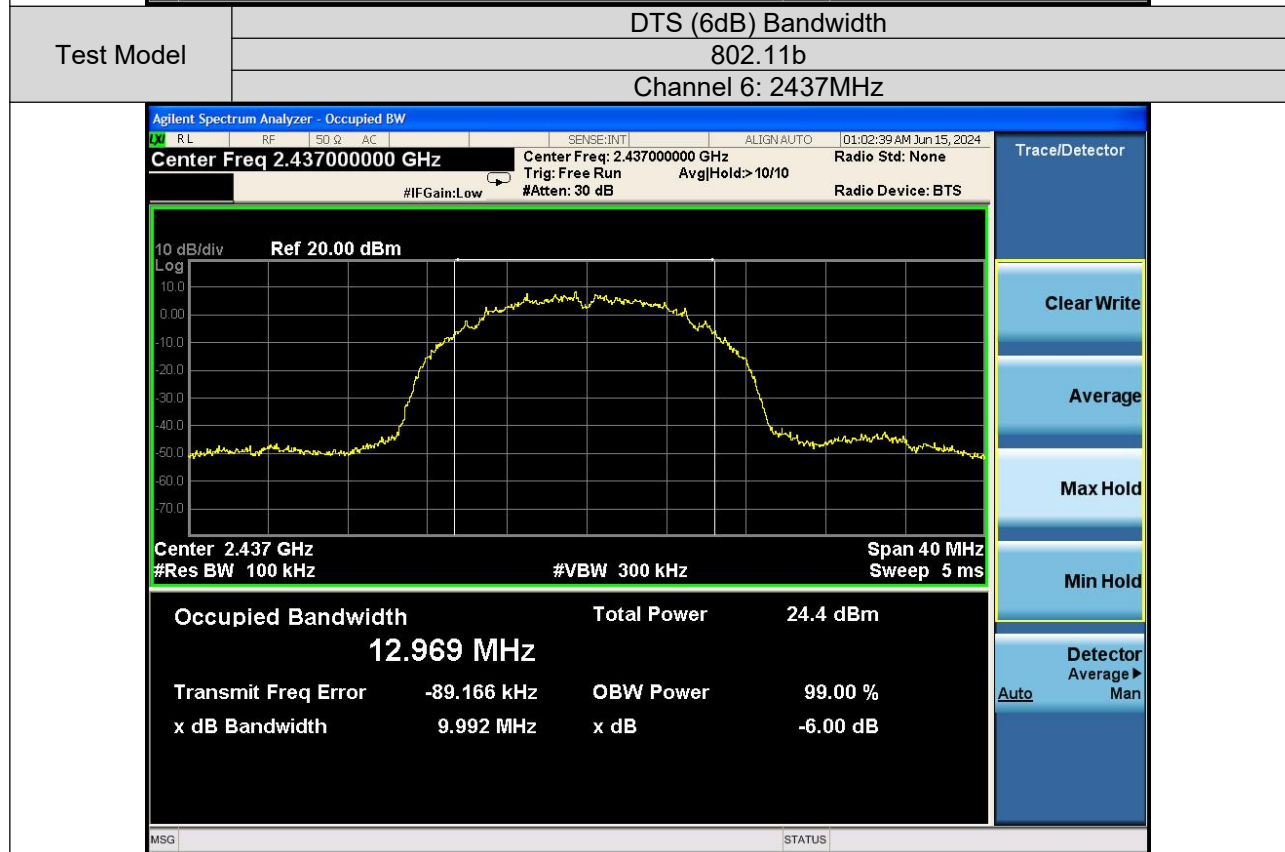 Test Model
DTS (6dB) Bandwidth
802.11b
Channel 6: 2437MHz
Agilent Spectrum Analyzer - Occupied BW
LXI RL RF 50 Ω AC SENSE:INT ALIGN AUTO 01:02:39 AM Jun 15, 2024
Center Freq 2.437000000 GHz
Center Freq: 2.437000000 GHz
Radio Std: None
Trig: Free Run
Avg|Hold:> 10/10
#IFGain:Low
#Atten: 30 dB
Radio Device: BTS
10 dB/div Ref 20.00 dBm
Log
10.0
0.00
-10.0
-20.0
-30.0
-40.0
-50.0
-60.0
-70.0
Center 2.437 GHz
Span 40 MHz
#Res BW 100 kHz
#VBW 300 kHz
Sweep 5 ms
Occupied Bandwidth
Total Power 24.4 dBm
12.969 MHz
Transmit Freq Error -89.166 kHz
OBW Power 99.00 %
x dB Bandwidth 9.992 MHz
x dB -6.00 dB
MSG
STATUS
Trace/Detector
Clear Write
Average
Max Hold
Min Hold
Detector
Average▶
Auto Man